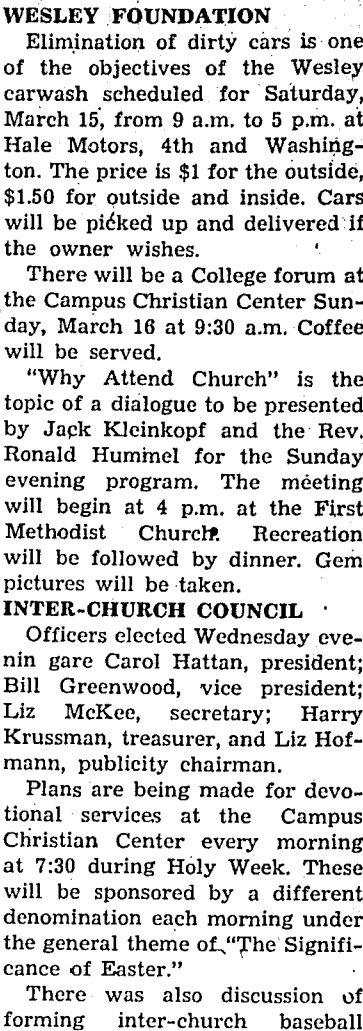 WESLEY FOUNDATION
Elimination of dirty cars is one
of the objectives of the Wesley
carwash scheduled for Saturday,
March 15, from 9 a.m. to 5 p.m. at
Hale Motors, 4th and Washing-
ton. The price is $1 for the outside,
$1.50 for outside and inside. Cars
will be picked up and delivered if
the owner wishes.
There will be a College forum at
the Campus Christian Center Sun-
day, March 16 at 9:30 a.m. Coffee
will be served.
"Why Attend Church" is the
topic of a dialogue to be presented
by Jack Kleinkopf and the Rev.
Ronald Hummel for the Sunday
evening program. The meeting
will begin at 4 p.m. at the First
Methodist Church. Recreation
will be followed by dinner. Gem
pictures will be taken.
INTER-CHURCH COUNCIL
Officers elected Wednesday eve-
nin gare Carol Hattan, president;
Bill Greenwood, vice president;
Liz McKee, secretary; Harry
Krussman, treasurer, and Liz Hof-
mann, publicity chairman.
Plans are being made for devo-
tional services at the Campus
Christian Center every morning
at 7:30 during Holy Week. These
will be sponsored by a different
denomination each morning under
the general theme of "The Signifi-
cance of Easter."
There was also discussion of
forming inter-church baseball